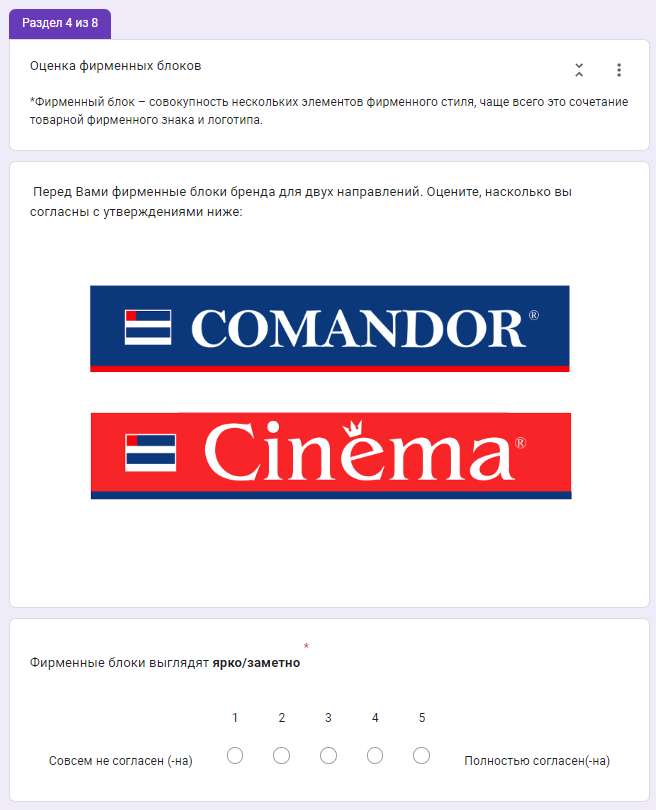 Раздел 4 из 8
Оценка фирменных блоков
*Фирменный блок – совокупность нескольких элементов фирменного стиля, чаще всего это сочетание
товарной фирменного знака и логотипа.
Перед Вами фирменные блоки бренда для двух направлений. Оцените, насколько вы
согласны с утверждениями ниже:
COMANDOR®
Cinema®
Фирменные блоки выглядят ярко/заметно *
1 2 3 4 5
Совсем не согласен (-на) Полностью согласен(-на)